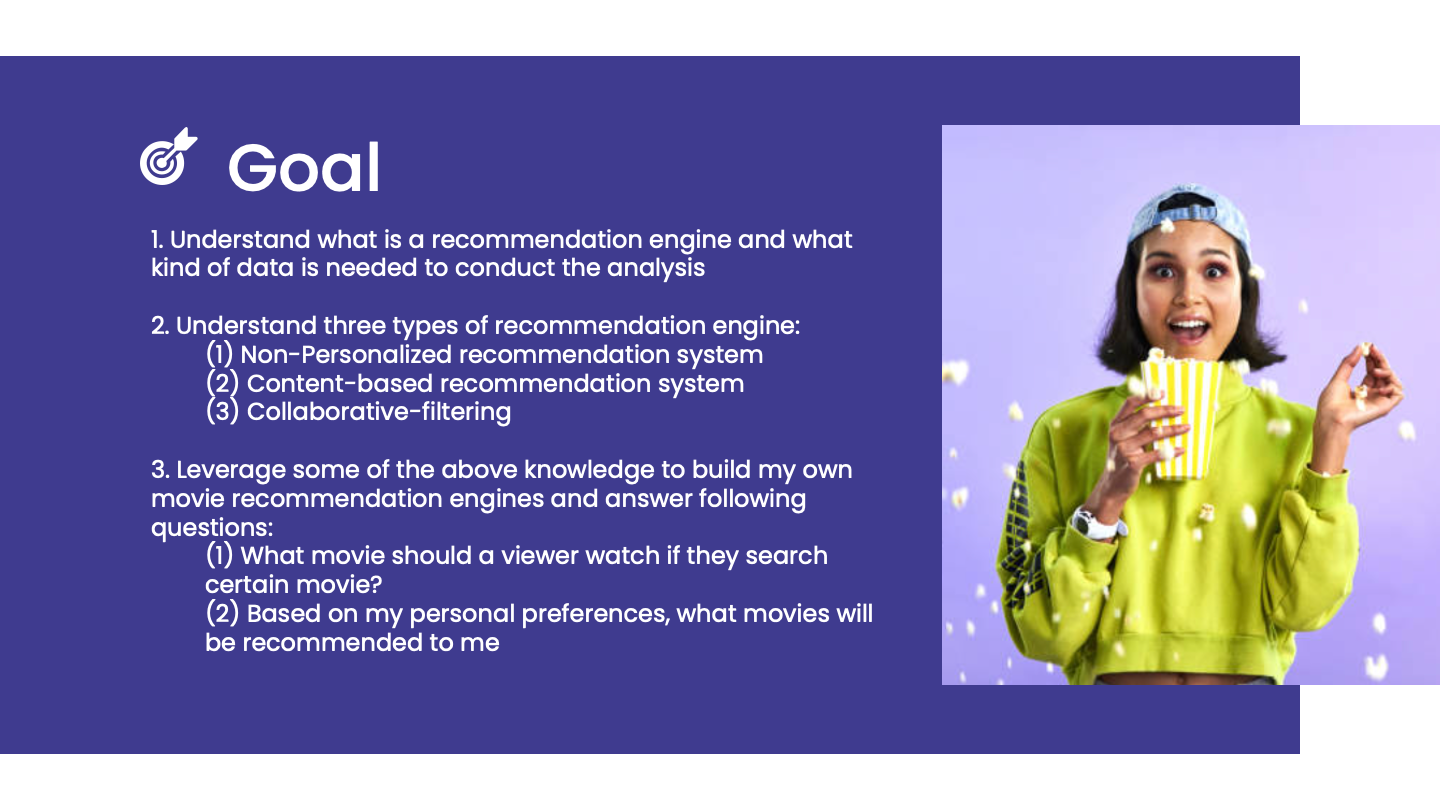 Goal
1. Understand what is a recommendation engine and what
kind of data is needed to conduct the analysis
2. Understand three types of recommendation engine:
(1) Non-Personalized recommendation system
(2) Content-based recommendation system
(3) Collaborative-filtering
3. Leverage some of the above knowledge to build my own
movie recommendation engines and answer following
questions:
(1) What movie should a viewer watch if they search
certain movie?
(2) Based on my personal preferences, what movies will
be recommended to me